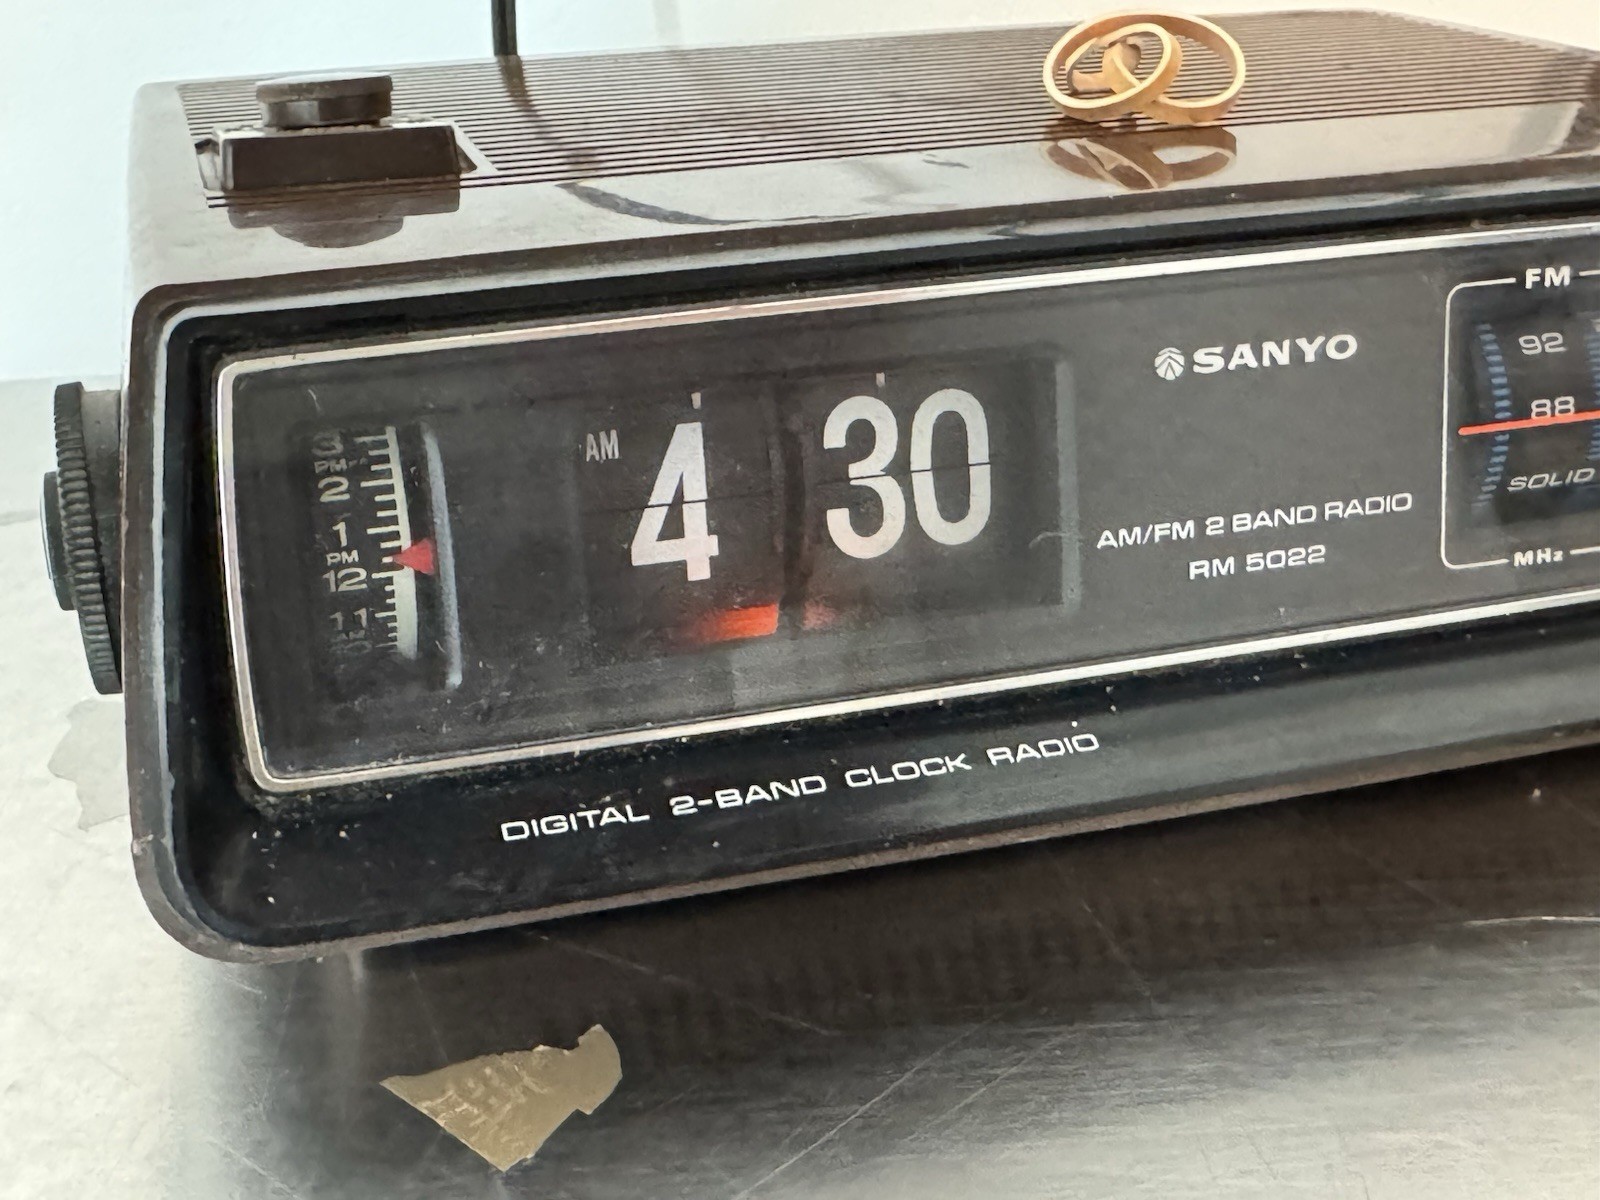 FM
SANYO
92
88
SOLID
MHz
AM
4 30
AM/FM 2 BAND RADIO
RM 5022
3
PM
2
1
PM
12
11
DIGITAL 2-BAND CLOCK RADIO